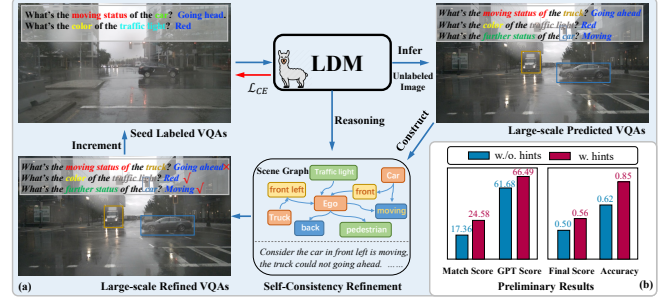 What's the moving status of the car? Going head.
What's the color of the traffic light? Red
Seed Labeled VQAs
LDM
L_CE
Infer
Unlabeled
Image
What's the moving status of the truck? Going ahead
What's the color of the traffic light? Red
What's the further status of the car? Moving
Large-scale Predicted VQAs
Increment
Reasoning
Construct
What's the moving status of the truck? Going ahead ×
What's the color of the traffic light? Red √
What's the further status of the car? Moving √
(a)
Large-scale Refined VQAs
Scene Graph
Traffic light
Car
front left
front
Ego
Truck
moving
back
pedestrian
Consider the car in front left is moving,
the truck could not going ahead. ……
Self-Consistency Refinement
w./o. hints
w. hints
17.36
24.58
61.68
66.49
0.50
0.56
0.62
0.85
Match Score
GPT Score
Final Score
Accuracy
Preliminary Results
(b)